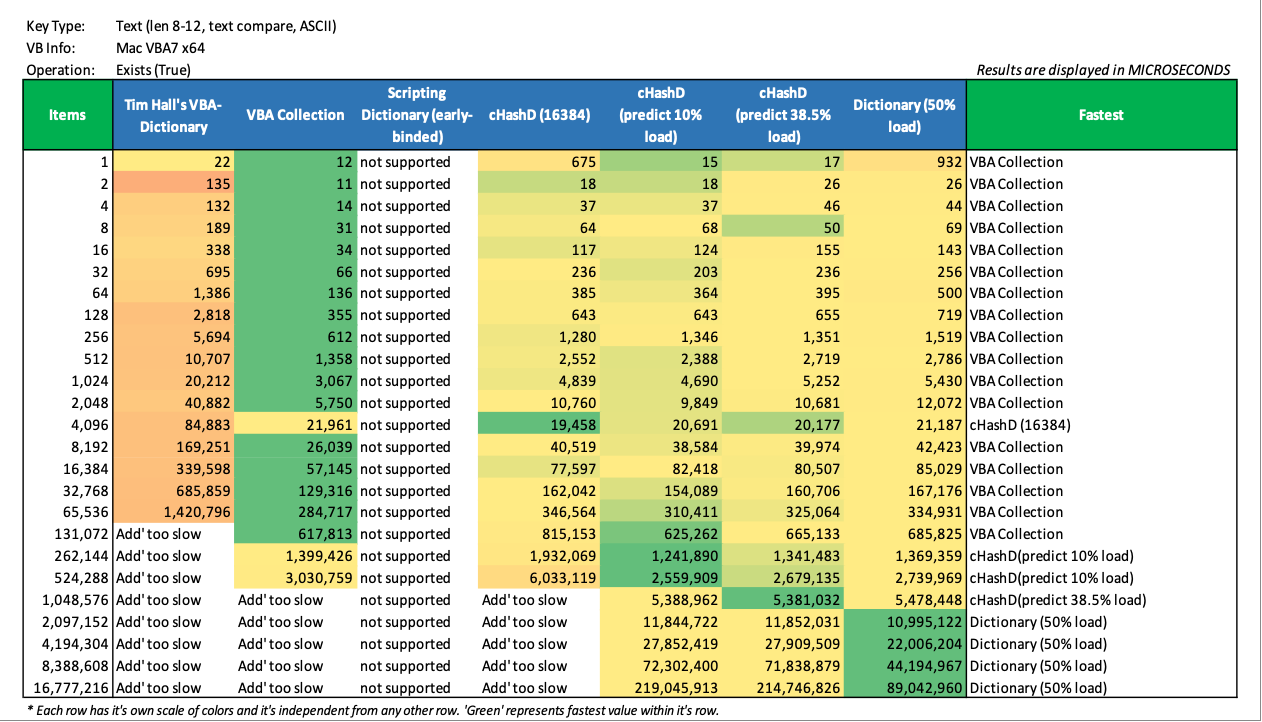 Key Type: Text (len 8-12, text compare, ASCII)
VB Info: Mac VBA7 x64
Operation: Exists (True) Results are displayed in MICROSECONDS
Items Tim Hall's VBA-Dictionary VBA Collection Scripting Dictionary (early-binded) cHashD (16384) cHashD (predict 10% load) cHashD (predict 38.5% load) Dictionary (50% load) Fastest
1 22 12 not supported 675 15 17 932 VBA Collection
2 135 11 not supported 18 18 26 26 VBA Collection
4 132 14 not supported 37 37 46 44 VBA Collection
8 189 31 not supported 64 68 50 69 VBA Collection
16 338 34 not supported 117 124 155 143 VBA Collection
32 695 66 not supported 236 203 236 256 VBA Collection
64 1,386 136 not supported 385 364 395 500 VBA Collection
128 2,818 355 not supported 643 643 655 719 VBA Collection
256 5,694 612 not supported 1,280 1,346 1,351 1,519 VBA Collection
512 10,707 1,358 not supported 2,552 2,388 2,719 2,786 VBA Collection
1,024 20,212 3,067 not supported 4,839 4,690 5,252 5,430 VBA Collection
2,048 40,882 5,750 not supported 10,760 9,849 10,681 12,072 VBA Collection
4,096 84,883 21,961 not supported 19,458 20,691 20,177 21,187 cHashD (16384)
8,192 169,251 26,039 not supported 40,519 38,584 39,974 42,423 VBA Collection
16,384 339,598 57,145 not supported 77,597 82,418 80,507 85,029 VBA Collection
32,768 685,859 129,316 not supported 162,042 154,089 160,706 167,176 VBA Collection
65,536 1,420,796 284,717 not supported 346,564 310,411 325,064 334,931 VBA Collection
131,072 Add' too slow 617,813 not supported 815,153 625,262 665,133 685,825 VBA Collection
262,144 Add' too slow 1,399,426 not supported 1,932,069 1,241,890 1,341,483 1,369,359 cHashD(predict 10% load)
524,288 Add' too slow 3,030,759 not supported 6,033,119 2,559,909 2,679,135 2,739,969 cHashD(predict 10% load)
1,048,576 Add' too slow Add' too slow not supported Add' too slow 5,388,962 5,381,032 5,478,448 cHashD(predict 38.5% load)
2,097,152 Add' too slow Add' too slow not supported Add' too slow 11,844,722 11,852,031 10,995,122 Dictionary (50% load)
4,194,304 Add' too slow Add' too slow not supported Add' too slow 27,852,419 27,909,509 22,006,204 Dictionary (50% load)
8,388,608 Add' too slow Add' too slow not supported Add' too slow 72,302,400 71,838,879 44,194,967 Dictionary (50% load)
16,777,216 Add' too slow Add' too slow not supported Add' too slow 219,045,913 214,746,826 89,042,960 Dictionary (50% load)
* Each row has it's own scale of colors and it's independent from any other row. 'Green' represents fastest value within it's row.